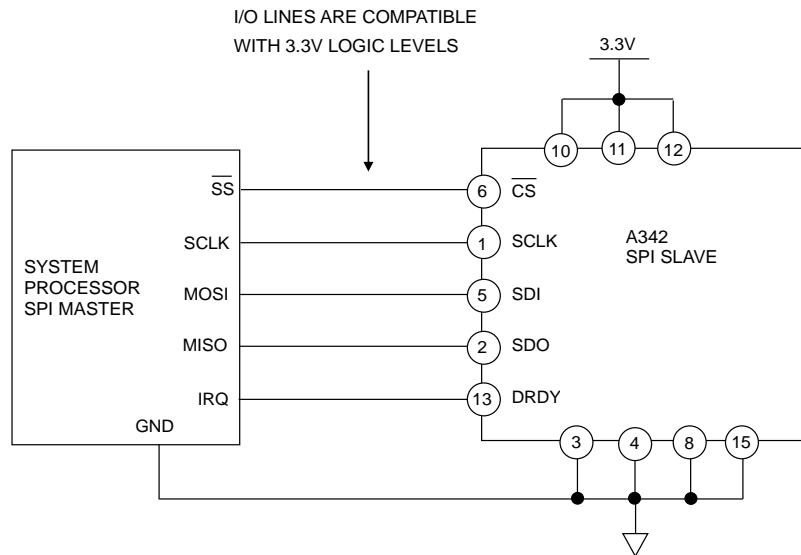 I/O LINES ARE COMPATIBLE
WITH 3.3V LOGIC LEVELS
3.3V
10
11
12
SS
6
CS
SCLK
1
SCLK
A342
SPI SLAVE
SYSTEM
PROCESSOR
SPI MASTER
MOSI
5
SDI
MISO
2
SDO
IRQ
13
DRDY
GND
3
4
8
15